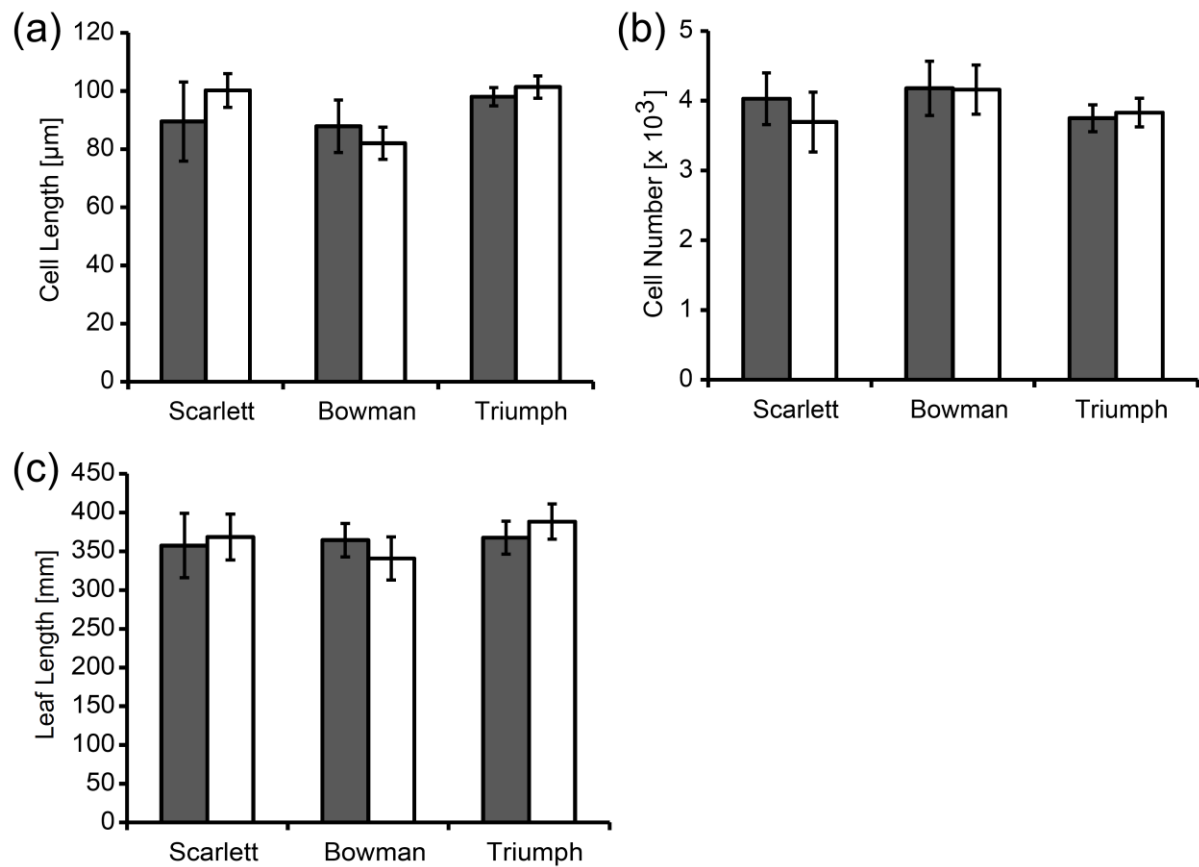 (a)
Cell Length [µm]
120
100
80
60
40
20
0
Scarlett Bowman Triumph
(b)
Cell Number [x 10³]
5
4
3
2
1
0
Scarlett Bowman Triumph
(c)
Leaf Length [mm]
450
400
350
300
250
200
150
100
50
0
Scarlett Bowman Triumph